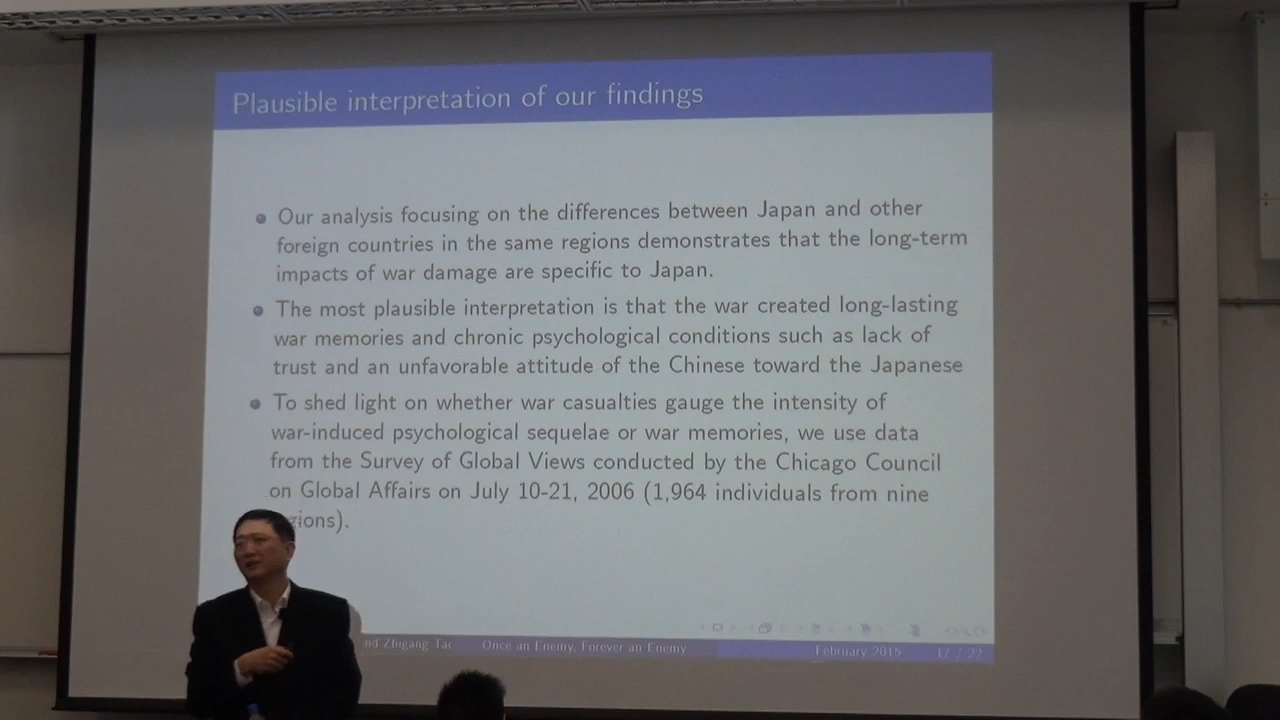 Plausible interpretation of our findings
Our analysis focusing on the differences between Japan and other
foreign countries in the same regions demonstrates that the long-term
impacts of war damage are specific to Japan.
The most plausible interpretation is that the war created long-lasting
war memories and chronic psychological conditions such as lack of
trust and an unfavorable attitude of the Chinese toward the Japanese
To shed light on whether war casualties gauge the intensity of
war-induced psychological sequelae or war memories, we use data
from the Survey of Global Views conducted by the Chicago Council
on Global Affairs on July 10-21, 2006 (1,964 individuals from nine
gions).
nd Zhigang Tao Once an Enemy, Forever an Enemy February 2015 17 / 22